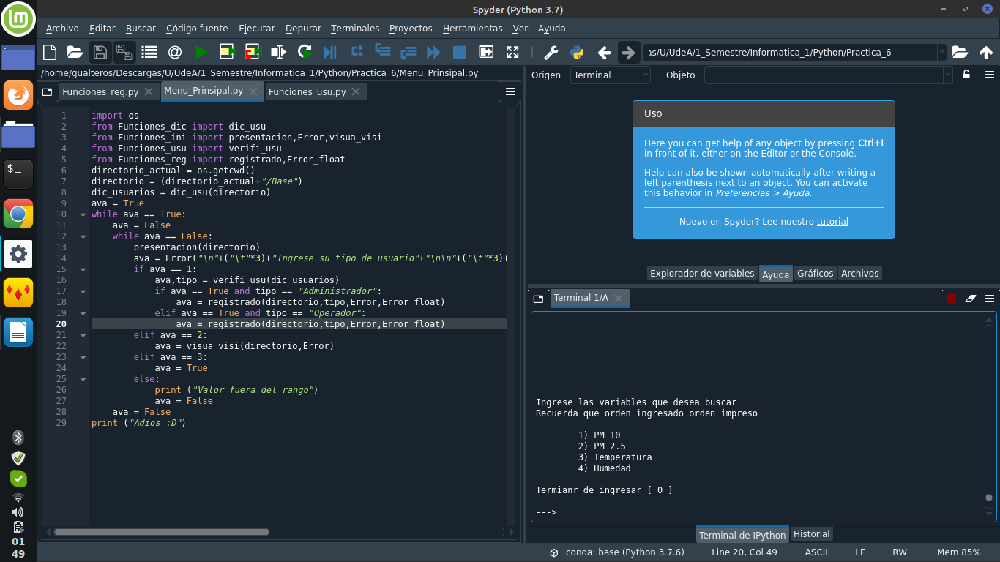 Spyder (Python 3.7)
Archivo Editar Buscar Código fuente Ejecutar Depurar Terminales Proyectos Herramientas Ver Ayuda
as/U/UdeA/1_Semestre/Informatica_1/Python/Practica_6
/home/gualteros/Descargas/U/UdeA/1_Semestre/Informatica_1/Python/Practica_6/Menu_Prinsipal.py
Funciones_reg.py Menu_Prinsipal.py Funciones_usu.py
1 import os
2 from Funciones_dic import dic_usu
3 from Funciones_ini import presentacion,Error,visua_visi
4 from Funciones_usu import verifi_usu
5 from Funciones_reg import registrado,Error_float
6 directorio_actual = os.getcwd()
7 directorio = (directorio_actual+"/Base")
8 dic_usuarios = dic_usu(directorio)
9 ava = True
10 while ava == True:
11     ava = False
12     while ava == False:
13         presentacion(directorio)
14         ava = Error("\n"+("\t"*3)+"Ingrese su tipo de usuario"+"\n\n"+("\t"*3)+
15         if ava == 1:
16             ava,tipo = verifi_usu(dic_usuarios)
17             if ava == True and tipo == "Administrador":
18                 ava = registrado(directorio,tipo,Error,Error_float)
19             elif ava == True and tipo == "Operador":
20                 ava = registrado(directorio,tipo,Error,Error_float)
21         elif ava == 2:
22             ava = visua_visi(directorio,Error)
23         elif ava == 3:
24             ava = True
25         else:
26             print ("Valor fuera del rango")
27             ava = False
28     ava = False
29 print ("Adios :D")
Origen Terminal Objeto
Uso
Here you can get help of any object by pressing Ctrl+I
in front of it, either on the Editor or the Console.
Help can also be shown automatically after writing a
left parenthesis next to an object. You can activate
this behavior in Preferencias > Ayuda.
Nuevo en Spyder? Lee nuestro tutorial
Explorador de variables Ayuda Gráficos Archivos
Terminal 1/A
Ingrese las variables que desea buscar
Recuerda que orden ingresado orden impreso
1) PM 10
2) PM 2.5
3) Temperatura
4) Humedad
Termianr de ingresar [ 0 ]
--->
Terminal de IPython Historial
conda: base (Python 3.7.6) Line 20, Col 49 ASCII LF RW Mem 85%
$_
01
49